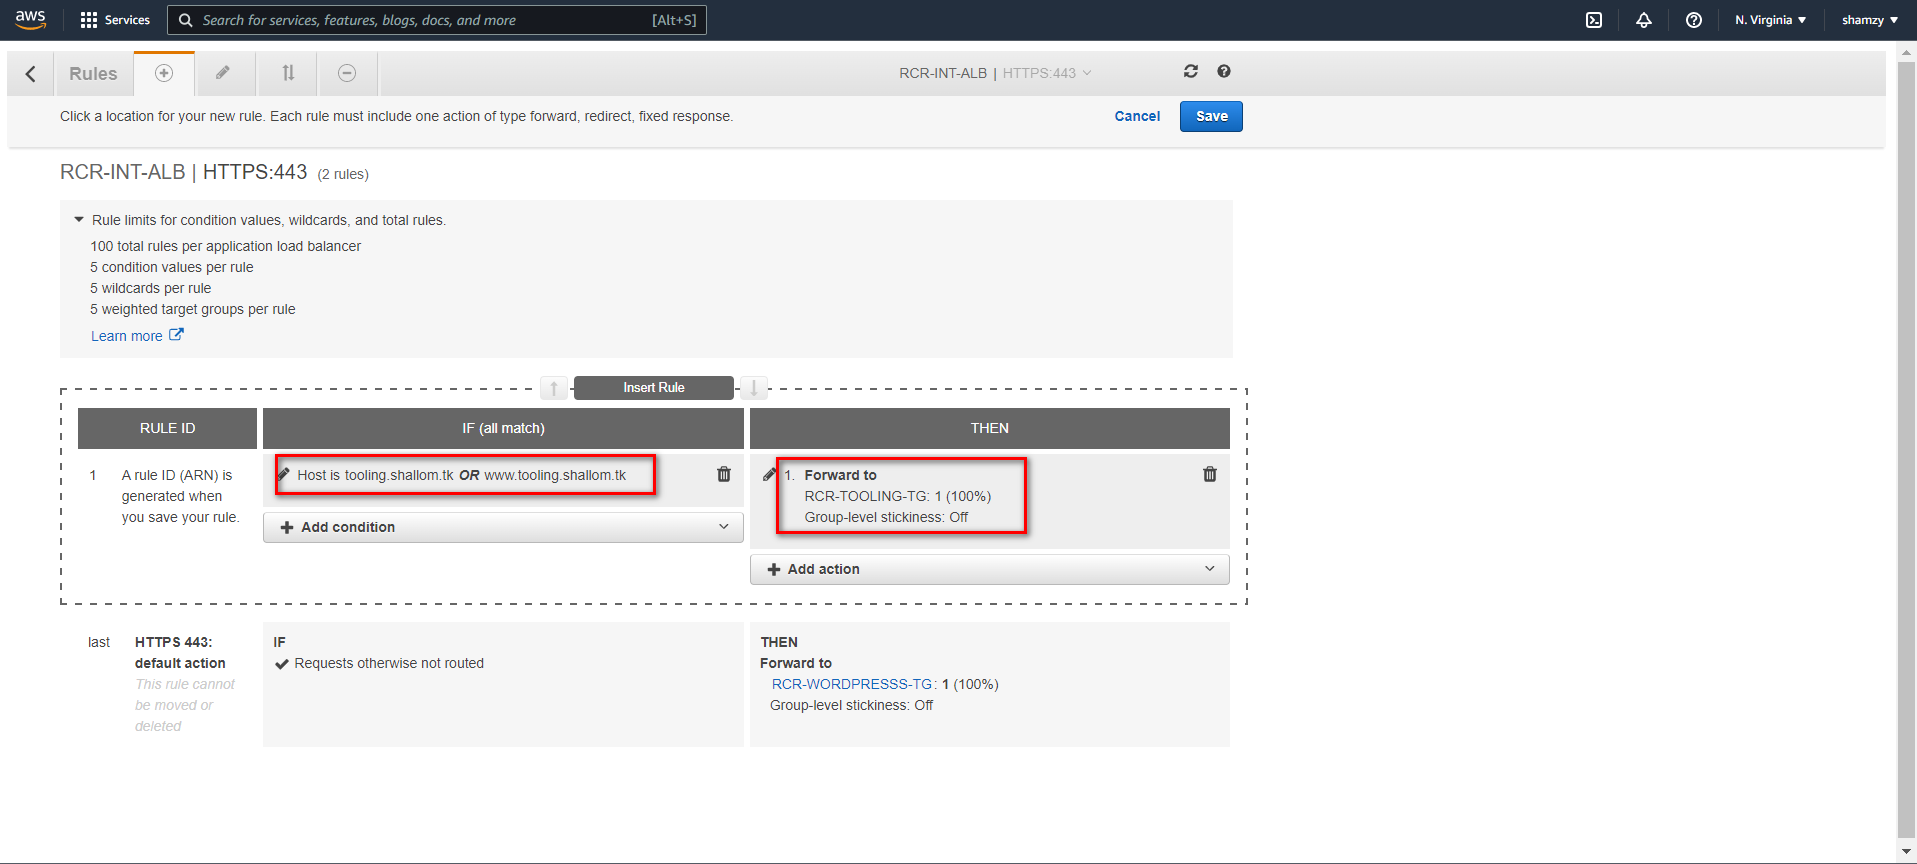 aws
Services
Search for services, features, blogs, docs, and more
[Alt+S]
N. Virginia
shamzy
Rules
RCR-INT-ALB | HTTPS:443
Click a location for your new rule. Each rule must include one action of type forward, redirect, fixed response.
Cancel
Save
RCR-INT-ALB | HTTPS:443 (2 rules)
Rule limits for condition values, wildcards, and total rules.
100 total rules per application load balancer
5 condition values per rule
5 wildcards per rule
5 weighted target groups per rule
Learn more
Insert Rule
RULE ID
IF (all match)
THEN
1
A rule ID (ARN) is
generated when
you save your rule.
Host is tooling.shallom.tk OR www.tooling.shallom.tk
Add condition
1. Forward to
RCR-TOOLING-TG: 1 (100%)
Group-level stickiness: Off
Add action
last
HTTPS 443:
default action
This rule cannot
be moved or
deleted
IF
Requests otherwise not routed
THEN
Forward to
RCR-WORDPRESSS-TG: 1 (100%)
Group-level stickiness: Off